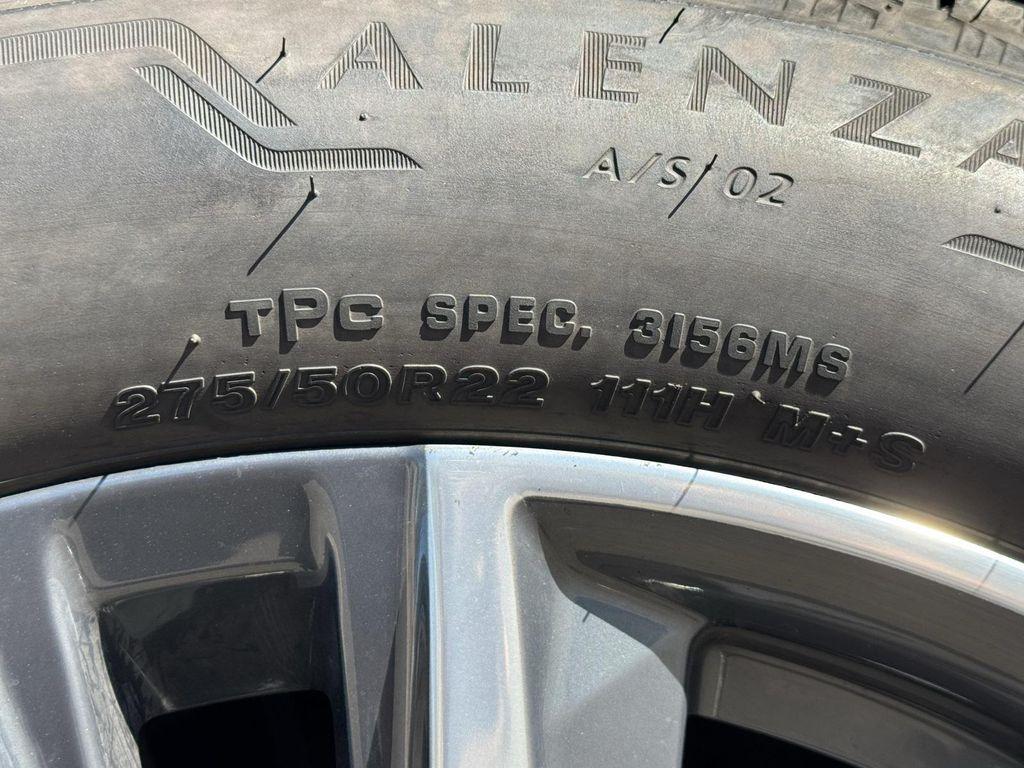 ALENZA
A/S 02
TPC SPEC. 3156MS
275/50R22 111H M+S